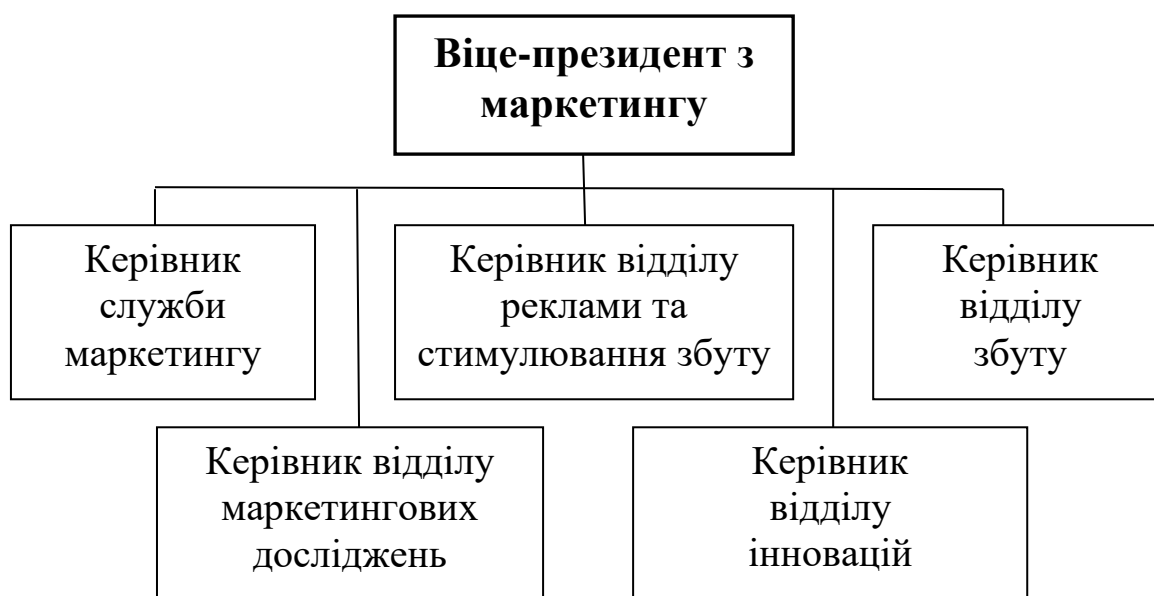 Віце-президент з
маркетингу
Керівник
служби
маркетингу
Керівник відділу
реклами та
стимулювання збуту
Керівник
відділу
збуту
Керівник відділу
маркетингових
досліджень
Керівник
відділу
інновацій